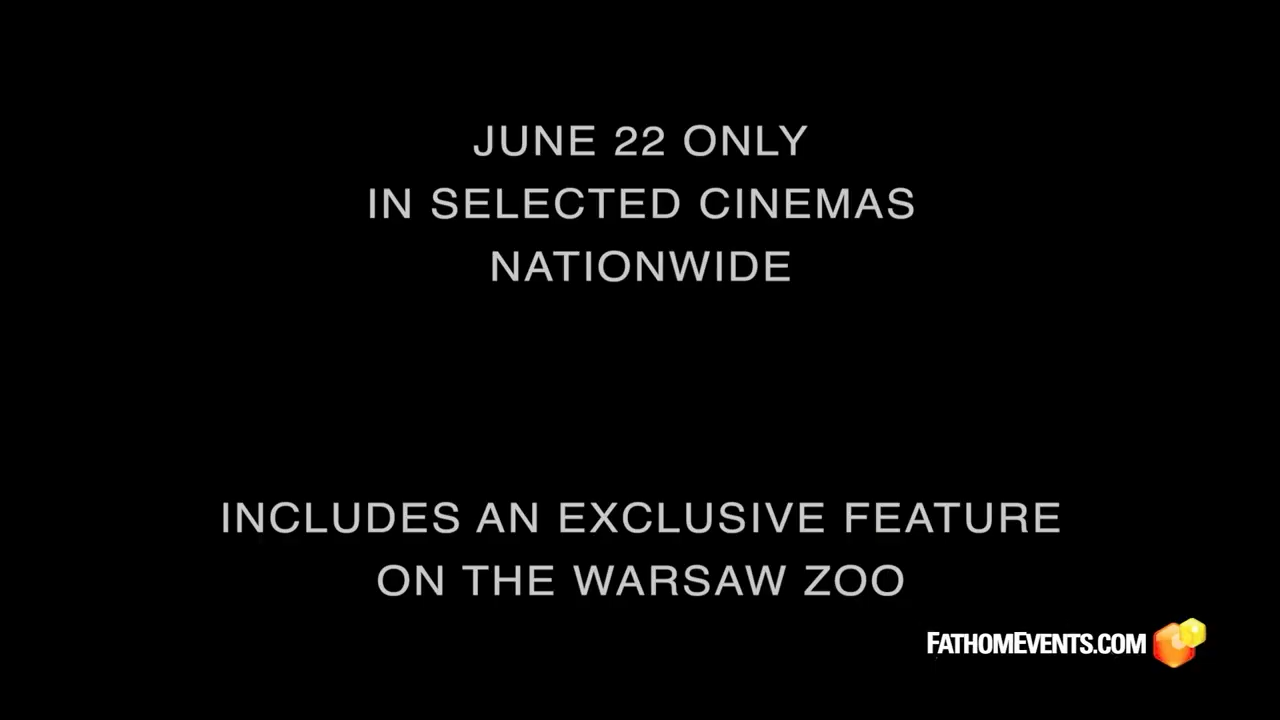 JUNE 22 ONLY
IN SELECTED CINEMAS
NATIONWIDE
INCLUDES AN EXCLUSIVE FEATURE
ON THE WARSAW ZOO
FATHOMEVENTS.COM